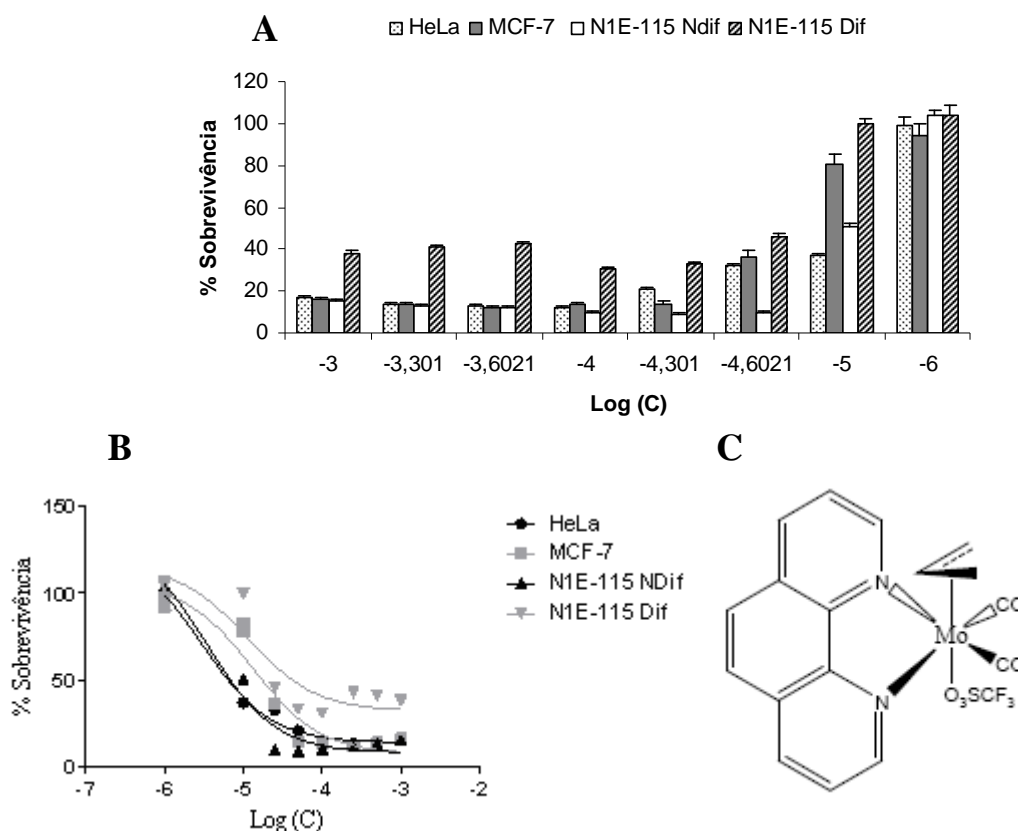 A
HeLa MCF-7 N1E-115 Ndif N1E-115 Dif
% Sobrevivência
120
100
80
60
40
20
0
-3 -3,301 -3,6021 -4 -4,301 -4,6021 -5 -6
Log (C)
B
% Sobrevivência
150
100
50
0
-7 -6 -5 -4 -3 -2
Log (C)
HeLa
MCF-7
N1E-115 NDif
N1E-115 Dif
C
N
N
Mo
CO
CO
O₃SCF₃